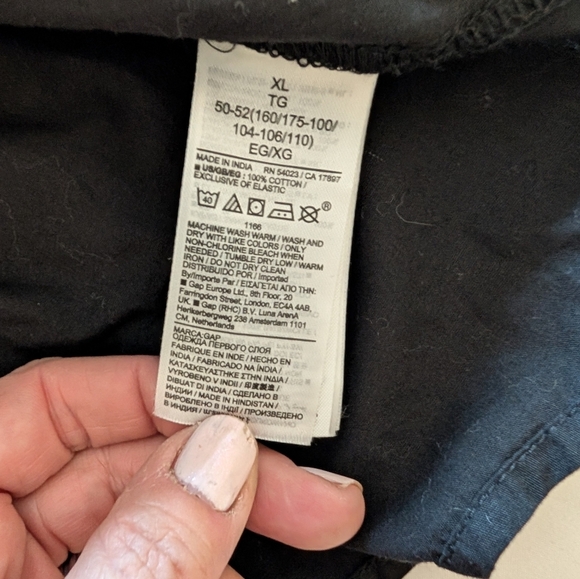 XL
TG
50-52(160/175-100/
104-106/110)
EG/XG
MADE IN INDIA RN 54023 / CA 17897
US/GB/EG : 100% COTTON /
EXCLUSIVE OF ELASTIC
40 ®
1166
MACHINE WASH WARM / WASH AND
DRY WITH LIKE COLORS / ONLY
NON-CHLORINE BLEACH WHEN
NEEDED / TUMBLE DRY LOW / WARM
IRON / DO NOT DRY CLEAN
DISTRIBUIDO POR / Imported
By/Importe Par / ΕΙΣΑΓΕΤΑΙ ΑΠΟ ΤΗΝ:
Gap Europe Ltd., 8th Floor, 20
Farringdon Street, London, EC4A 4AB,
UK. Gap (RHC) B.V. Luna ArenA
Herikerbergweg 238 Amsterdam 1101
CM, Netherlands
MARCA:GAP
ОДЕЖДА ПЕРВОГО СЛОЯ
FABRIQUE EN INDE / HECHO EN
INDIA / FABRICADO NA ÍNDIA /
ΚΑΤΑΣΚΕΥΑΣΤΗΚΕ ΣΤΗΝ ΙΝΔΙΑ /
VYROBENO V INDII / 印度製造 /
DIBUAT DI INDIA / СДЕЛАНО В
ИНДИИ / MADE IN HINDISTAN /
ВИРОБЛЕНО В ІНДІЇ / ПРОИЗВЕДЕНО
В ИНДИЯ /